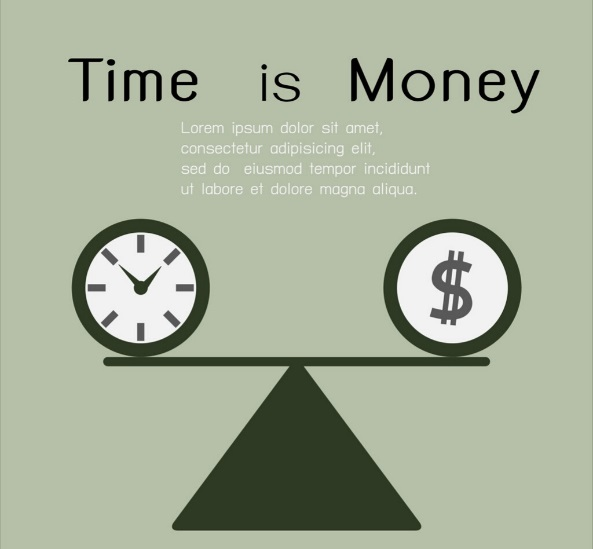 Time is Money
Lorem ipsum dolor sit amet,
consectetur adipisicing elit,
sed do eiusmod tempor incididunt
ut labore et dolore magna aliqua.
$